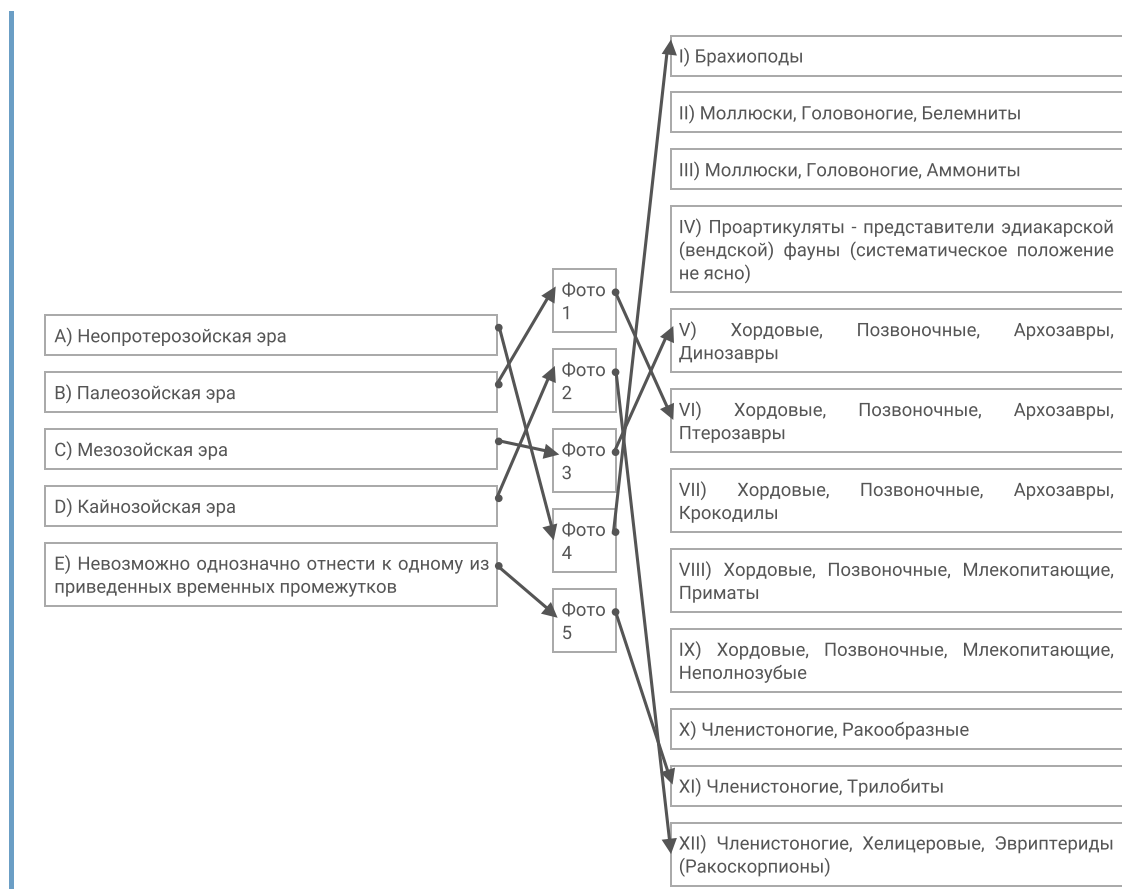 A) Неопротерозойская эра
B) Палеозойская эра
C) Мезозойская эра
D) Кайнозойская эра
E) Невозможно однозначно отнести к одному из
приведенных временных промежутков
Фото
1
Фото
2
Фото
3
Фото
4
Фото
5
I) Брахиоподы
II) Моллюски, Головоногие, Белемниты
III) Моллюски, Головоногие, Аммониты
IV) Проартикуляты - представители эдиакарской
(вендской) фауны (систематическое положение
не ясно)
V) Хордовые, Позвоночные, Архозавры,
Динозавры
VI) Хордовые, Позвоночные, Архозавры,
Птерозавры
VII) Хордовые, Позвоночные, Архозавры,
Крокодилы
VIII) Хордовые, Позвоночные, Млекопитающие,
Приматы
IX) Хордовые, Позвоночные, Млекопитающие,
Неполнозубые
X) Членистоногие, Ракообразные
XI) Членистоногие, Трилобиты
XII) Членистоногие, Хелицеровые, Эвриптериды
(Ракоскорпионы)